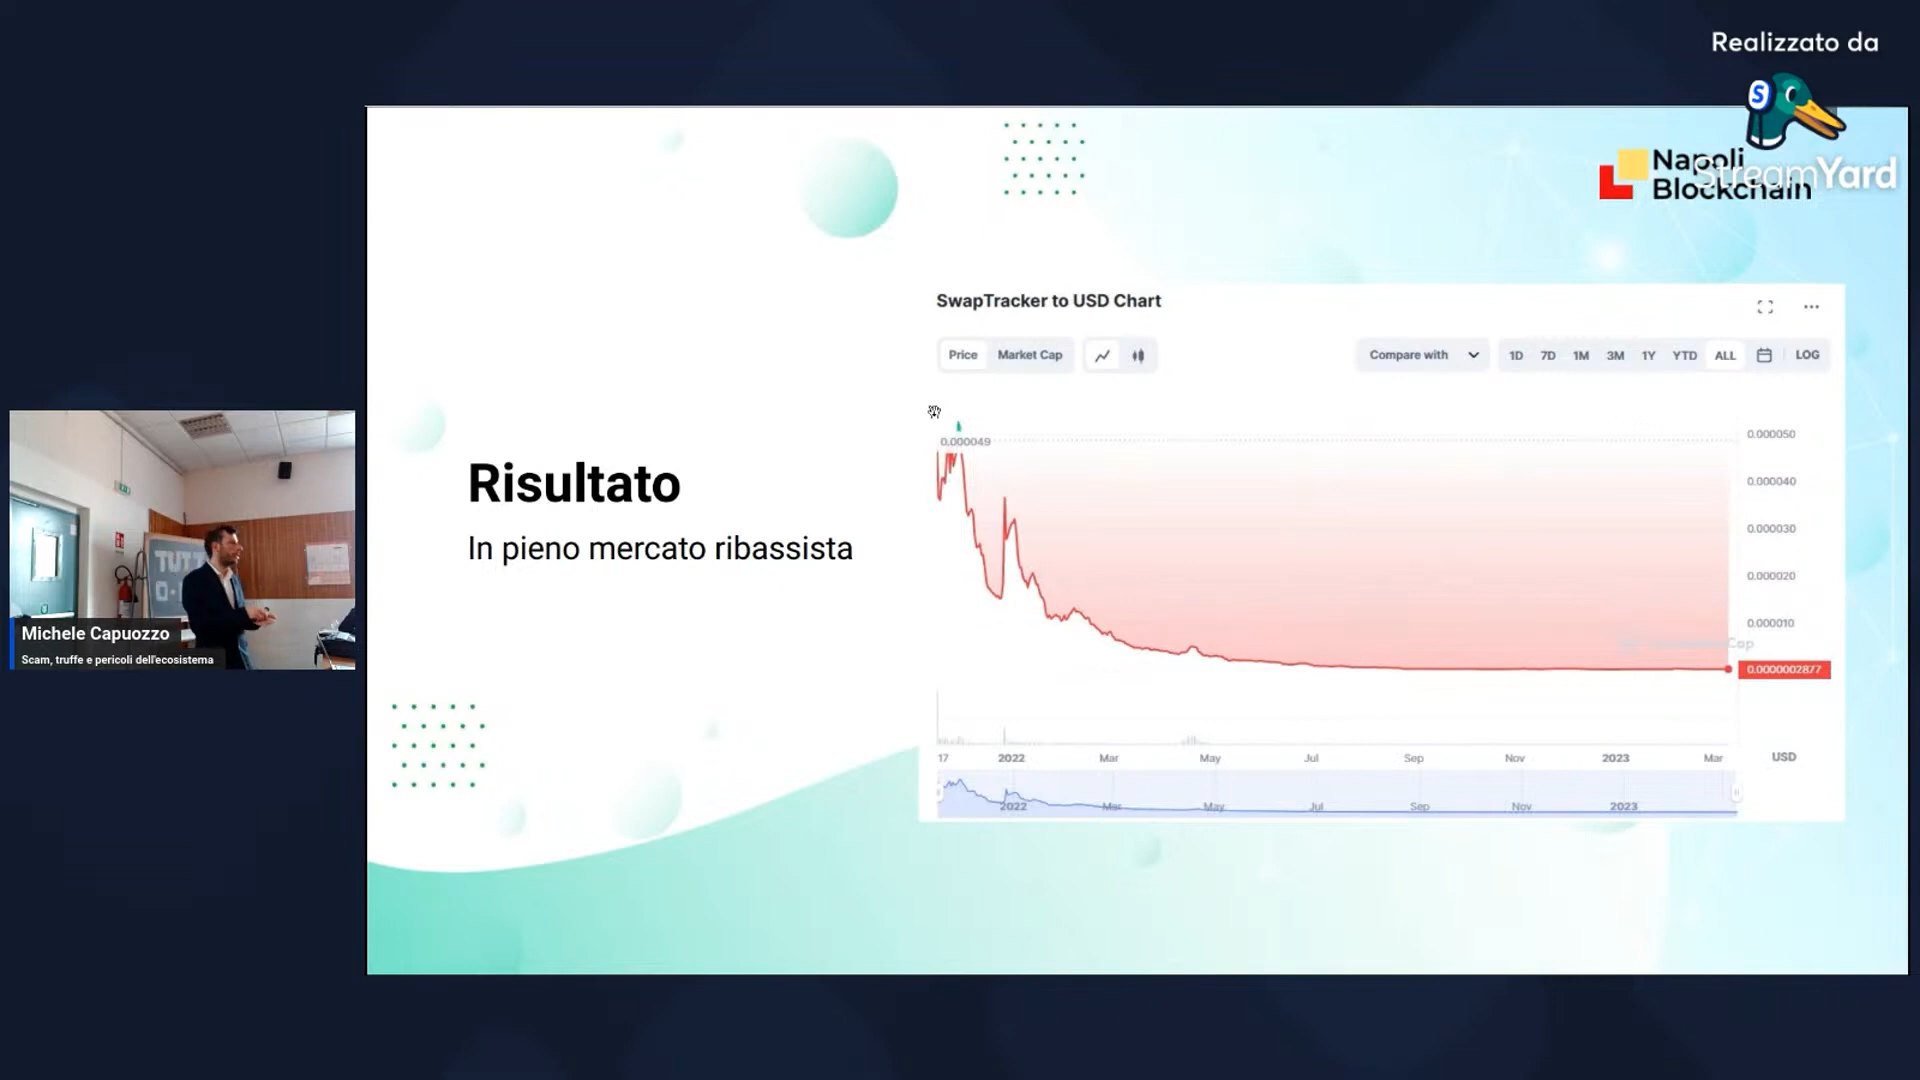 Realizzato da
StreamYard
Napoli
Blockchain
SwapTracker to USD Chart
Price
Market Cap
Compare with
1D 7D 1M 3M 1Y YTD ALL LOG
0.000049
0.000050
0.000040
0.000030
0.000020
0.000010
0.0000002877
17 2022 Mar May Jul Sep Nov 2023 Mar USD
2022 Mar May Jul Sep Nov 2023
Risultato
In pieno mercato ribassista
TUT
Michele Capuozzo
Scam, truffe e pericoli dell'ecosistema